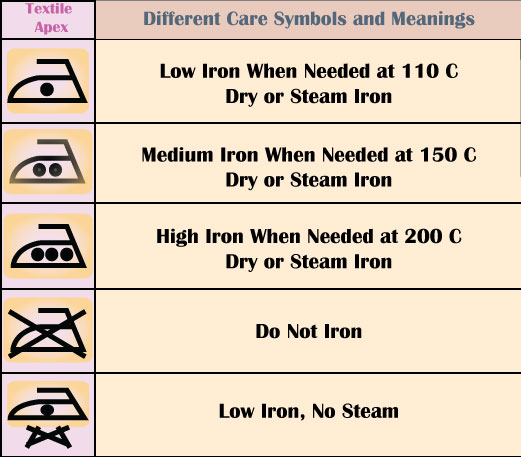 Textile
Apex
Different Care Symbols and Meanings
Low Iron When Needed at 110 C
Dry or Steam Iron
Medium Iron When Needed at 150 C
Dry or Steam Iron
High Iron When Needed at 200 C
Dry or Steam Iron
Do Not Iron
Low Iron, No Steam